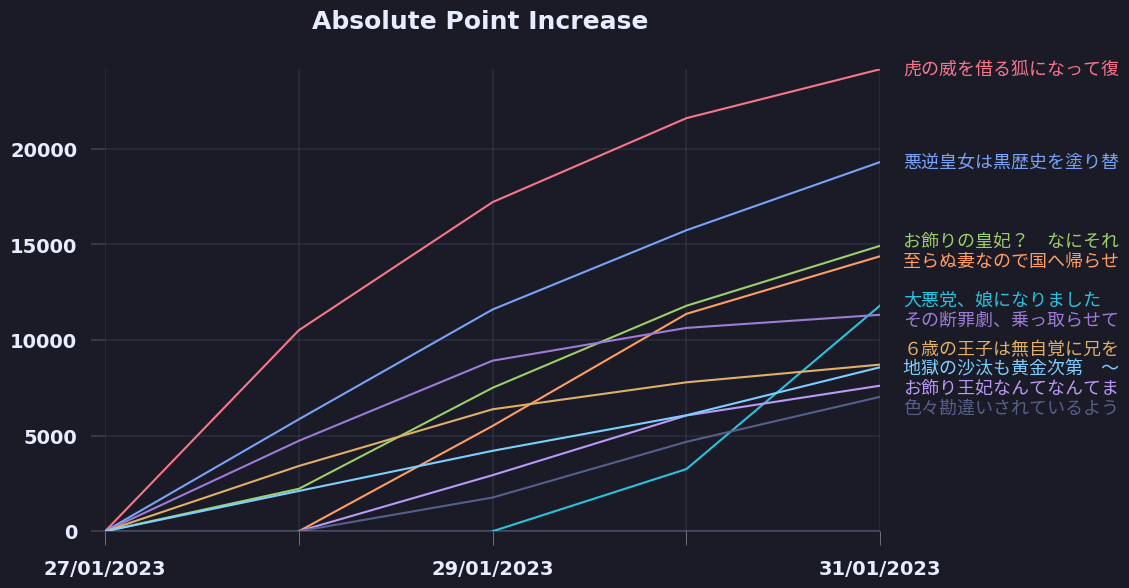 Absolute Point Increase
虎の威を借る狐になって復
20000
悪逆皇女は黒歴史を塗り替
15000
お飾りの皇妃？　なにそれ
至らぬ妻なので国へ帰らせ
大悪党、娘になりました
その断罪劇、乗っ取らせて
10000
６歳の王子は無自覚に兄を
地獄の沙汰も黄金次第　～
お飾り王妃なんてなんてま
色々勘違いされているよう
5000
0
27/01/2023
29/01/2023
31/01/2023